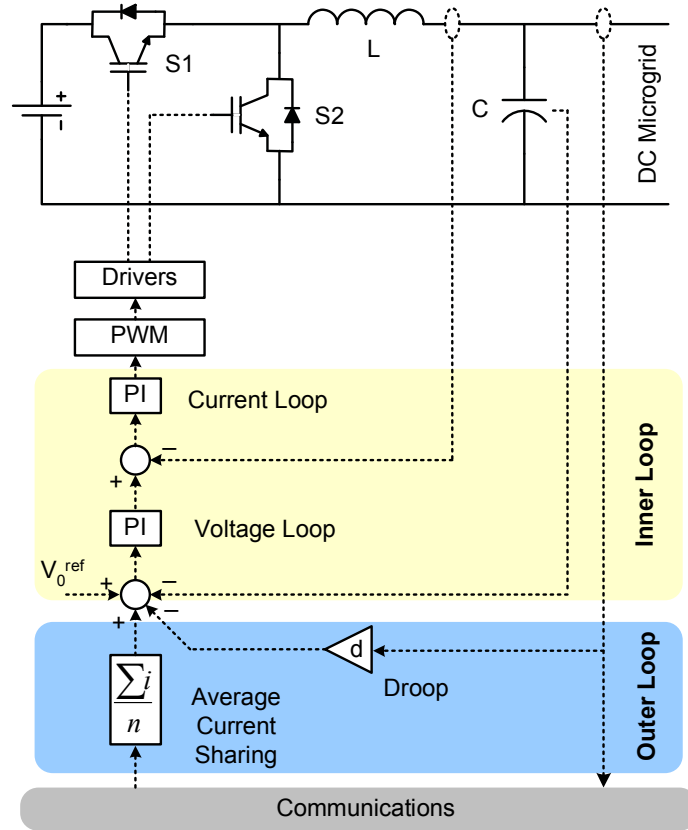 S1
L
S2
C
DC Microgrid
+
-
Drivers
PWM
PI
Current Loop
−
+
PI
Voltage Loop
Inner Loop
V₀ʳᵉᶠ
+
−
−
+
d
Droop
∑i
n
Average
Current
Sharing
Outer Loop
Communications